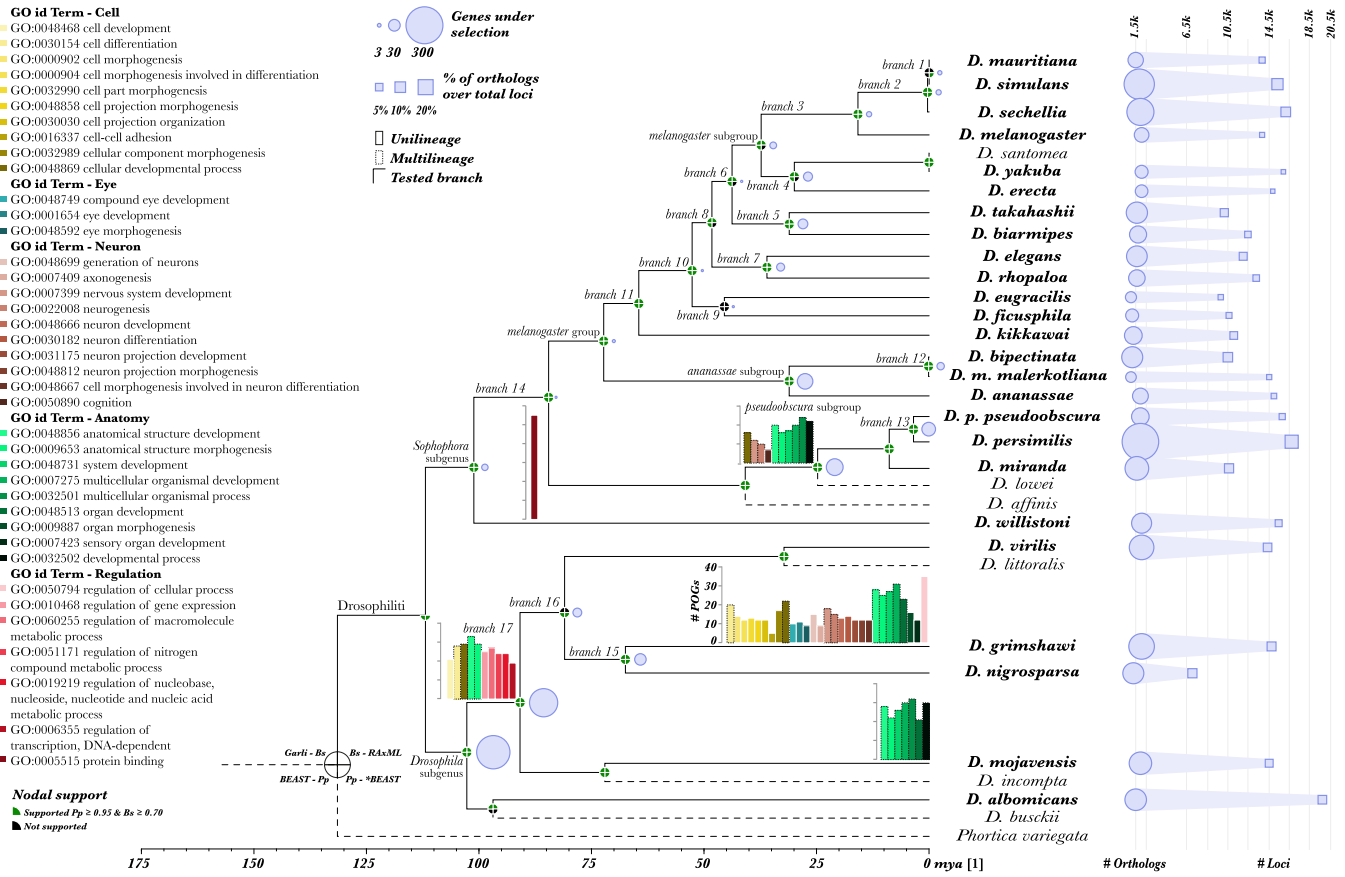 GO id Term - Cell
GO:0048468 cell development
GO:0030154 cell differentiation
GO:0000902 cell morphogenesis
GO:0000904 cell morphogenesis involved in differentiation
GO:0032990 cell part morphogenesis
GO:0048858 cell projection morphogenesis
GO:0030030 cell projection organization
GO:0016337 cell-cell adhesion
GO:0032989 cellular component morphogenesis
GO:0048869 cellular developmental process
GO id Term - Eye
GO:0048749 compound eye development
GO:0001654 eye development
GO:0048592 eye morphogenesis
GO id Term - Neuron
GO:0048699 generation of neurons
GO:0007409 axonogenesis
GO:0007399 nervous system development
GO:0022008 neurogenesis
GO:0048666 neuron development
GO:0030182 neuron differentiation
GO:0031175 neuron projection development
GO:0048812 neuron projection morphogenesis
GO:0048667 cell morphogenesis involved in neuron differentiation
GO:0050890 cognition
GO id Term - Anatomy
GO:0048856 anatomical structure development
GO:0009653 anatomical structure morphogenesis
GO:0048731 system development
GO:0007275 multicellular organismal development
GO:0032501 multicellular organismal process
GO:0048513 organ development
GO:0009887 organ morphogenesis
GO:0007423 sensory organ development
GO:0032502 developmental process
GO id Term - Regulation
GO:0050794 regulation of cellular process
GO:0010468 regulation of gene expression
GO:0060255 regulation of macromolecule
metabolic process
GO:0051171 regulation of nitrogen
compound metabolic process
GO:0019219 regulation of nucleobase,
nucleoside, nucleotide and nucleic acid
metabolic process
GO:0006355 regulation of
transcription, DNA-dependent
GO:0005515 protein binding
Nodal support
Supported Pp ≥ 0.95 & Bs ≥ 0.70
Not supported
Genes under
selection
3 30 300
% of orthologs
over total loci
5% 10% 20%
Unilineage
Multilineage
Tested branch
branch 1
branch 2
branch 3
melanogaster subgroup
branch 4
branch 6
branch 5
branch 8
branch 7
branch 10
branch 9
branch 11
melanogaster group
branch 12
ananassae subgroup
branch 14
pseudoobscura subgroup
branch 13
Sophophora
subgenus
Drosophiliti
branch 16
branch 15
branch 17
Drosophila
subgenus
# POGs
40
30
20
10
0
Garli - Bs
Bs - RAxML
BEAST - Pp
Pp - *BEAST
D. mauritiana
D. simulans
D. sechellia
D. melanogaster
D. santomea
D. yakuba
D. erecta
D. takahashii
D. biarmipes
D. elegans
D. rhopaloa
D. eugracilis
D. ficusphila
D. kikkawai
D. bipectinata
D. m. malerkotliana
D. ananassae
D. p. pseudoobscura
D. persimilis
D. miranda
D. lowei
D. affinis
D. willistoni
D. virilis
D. littoralis
D. grimshawi
D. nigrosparsa
D. mojavensis
D. incompta
D. albomicans
D. busckii
Phortica variegata
1.5k 6.5k 10.5k 14.5k 18.5k 20.5k
# Orthologs # Loci
175 150 125 100 75 50 25 0 mya [1]